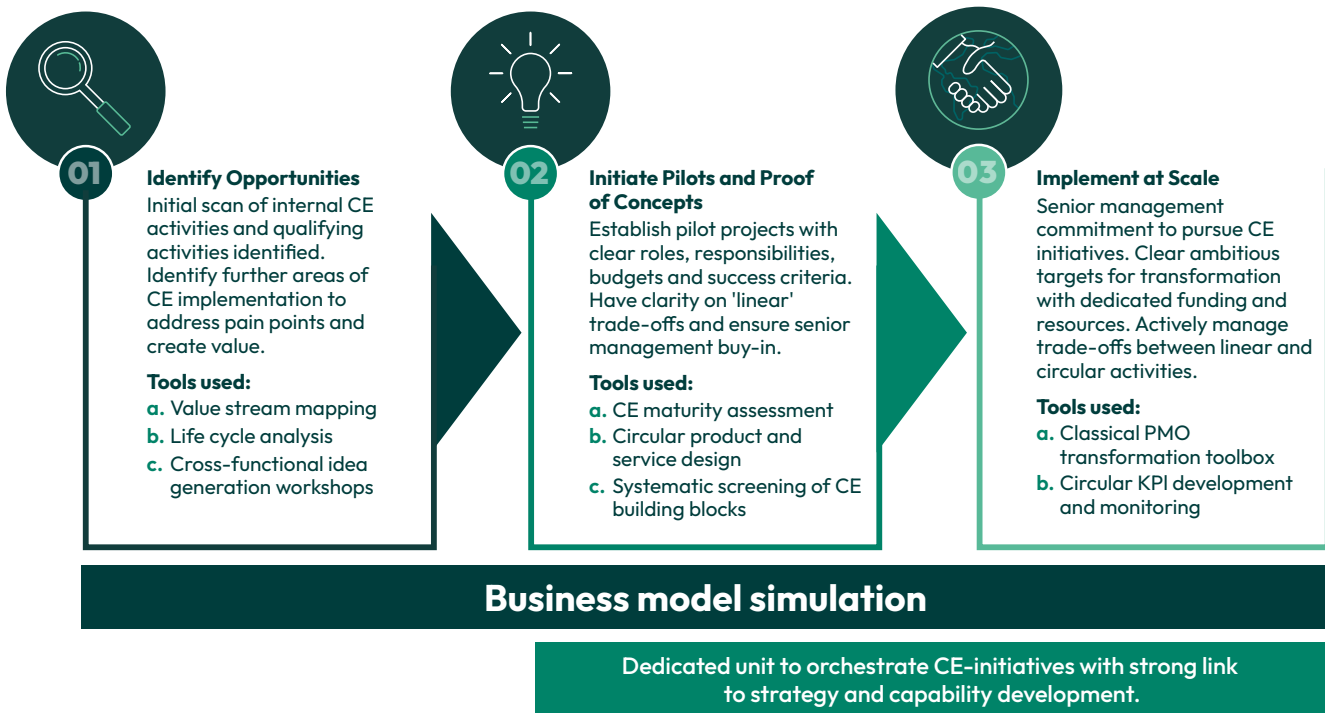 01
Identify Opportunities
Initial scan of internal CE
activities and qualifying
activities identified.
Identify further areas of
CE implementation to
address pain points and
create value.
Tools used:
a. Value stream mapping
b. Life cycle analysis
c. Cross-functional idea
generation workshops
02
Initiate Pilots and Proof
of Concepts
Establish pilot projects with
clear roles, responsibilities,
budgets and success criteria.
Have clarity on 'linear'
trade-offs and ensure senior
management buy-in.
Tools used:
a. CE maturity assessment
b. Circular product and
service design
c. Systematic screening of CE
building blocks
03
Implement at Scale
Senior management
commitment to pursue CE
initiatives. Clear ambitious
targets for transformation
with dedicated funding and
resources. Actively manage
trade-offs between linear and
circular activities.
Tools used:
a. Classical PMO
transformation toolbox
b. Circular KPI development
and monitoring
Business model simulation
Dedicated unit to orchestrate CE-initiatives with strong link
to strategy and capability development.